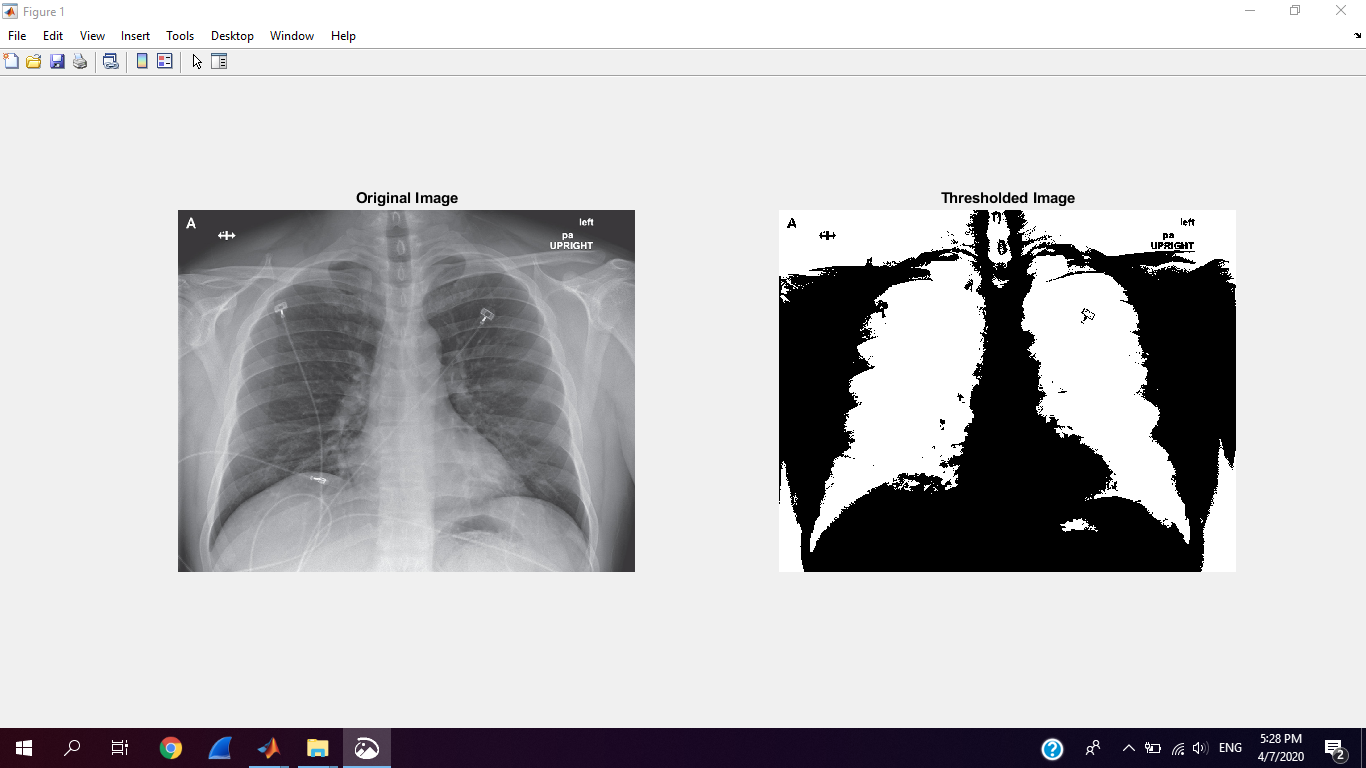 Figure 1
File Edit View Insert Tools Desktop Window Help
Original Image
Thresholded Image
A
left
pa
UPRIGHT
A
left
pa
UPRIGHT
ENG
5:28 PM
4/7/2020
2